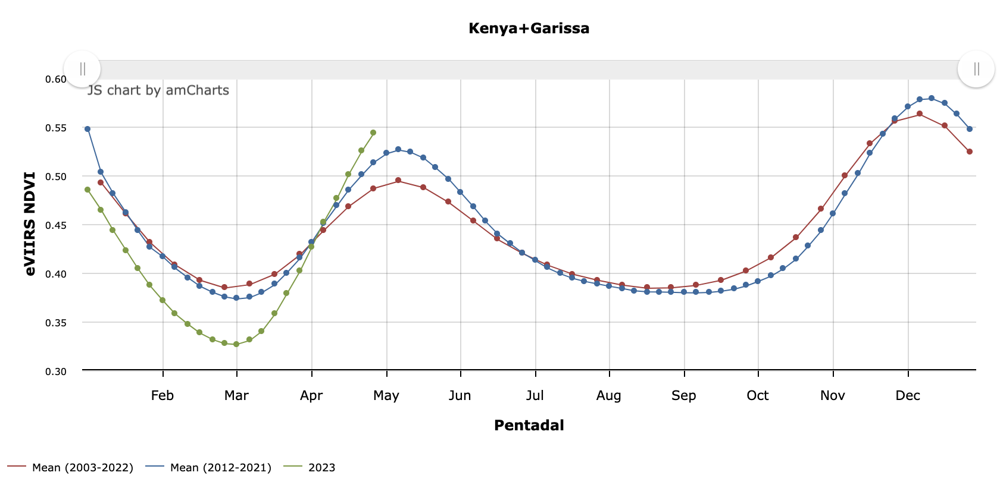 Kenya+Garissa
JS chart by amCharts
0.60
0.55
0.50
0.45
0.40
0.35
0.30
eVIIRS NDVI
Feb Mar Apr May Jun Jul Aug Sep Oct Nov Dec
Pentadal
Mean (2003-2022) Mean (2012-2021) 2023